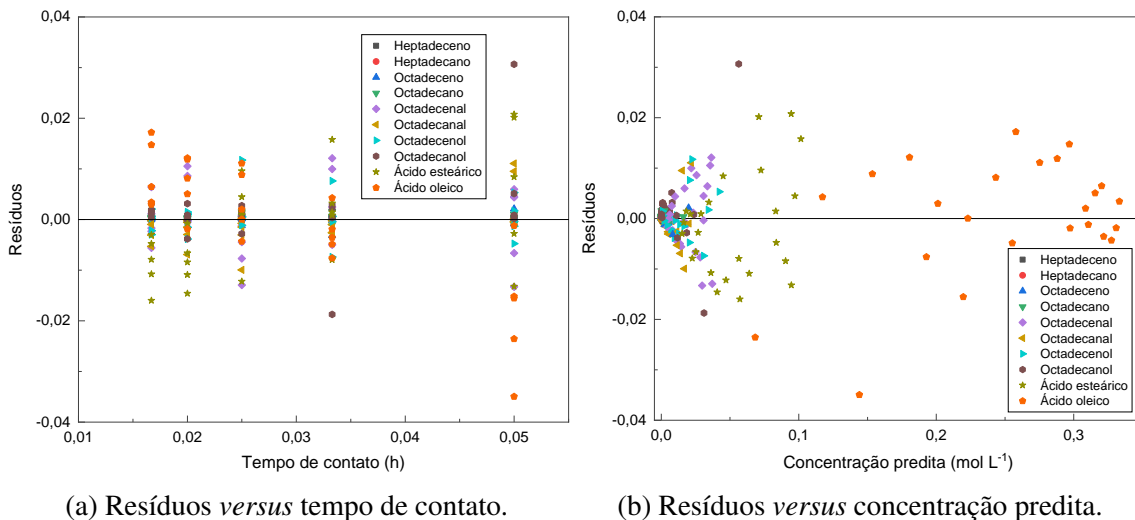 0,04
0,02
0,00
-0,02
-0,04
Resíduos
0,01
0,02
0,03
0,04
0,05
Tempo de contato (h)
Heptadeceno
Heptadecano
Octadeceno
Octadecano
Octadecenal
Octadecanal
Octadecenol
Octadecanol
Ácido esteárico
Ácido oleico
(a) Resíduos versus tempo de contato.
0,04
0,02
0,00
-0,02
-0,04
Resíduos
0,0
0,1
0,2
0,3
Concentração predita (mol L⁻¹)
Heptadeceno
Heptadecano
Octadeceno
Octadecano
Octadecenal
Octadecanal
Octadecenol
Octadecanol
Ácido esteárico
Ácido oleico
(b) Resíduos versus concentração predita.